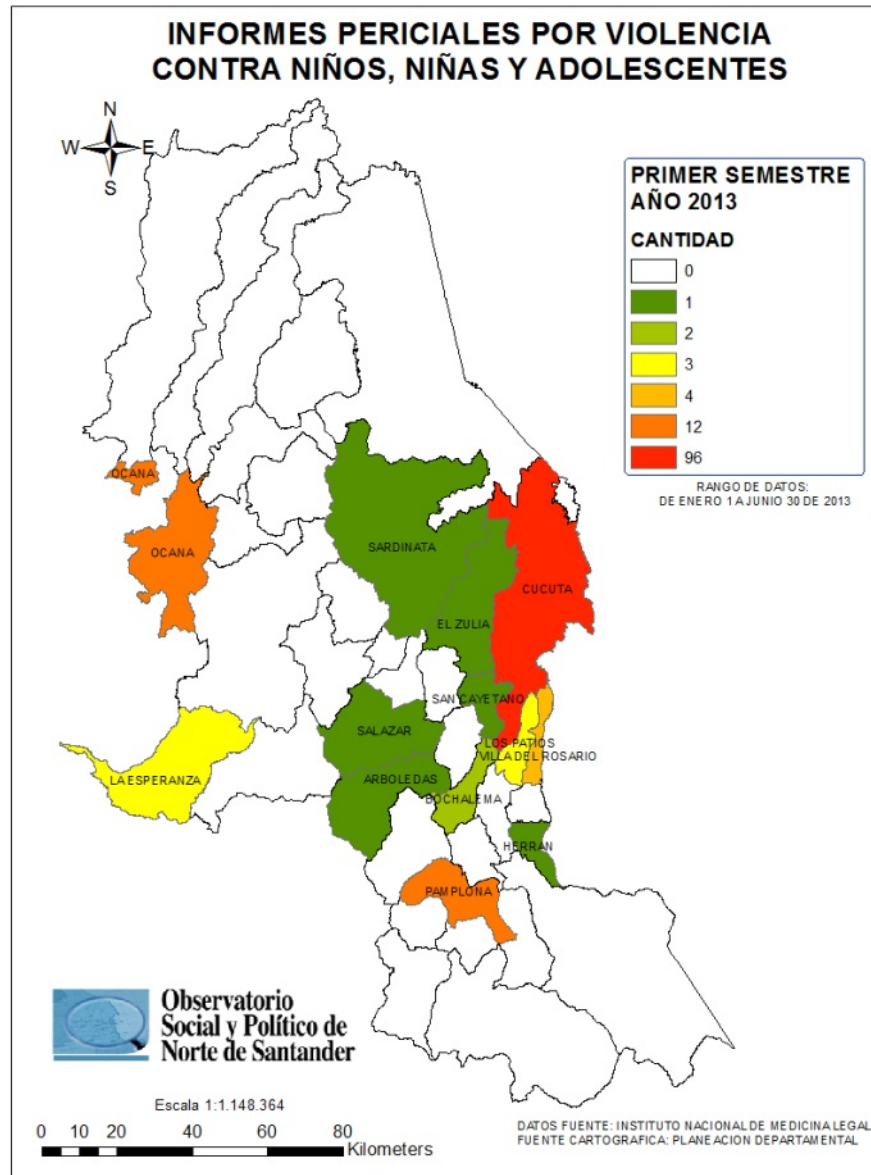 INFORMES PERICIALES POR VIOLENCIA
CONTRA NIÑOS, NIÑAS Y ADOLESCENTES
N
W
E
S
PRIMER SEMESTRE
AÑO 2013
CANTIDAD
0
1
2
3
4
12
96
RANGO DE DATOS:
DE ENERO 1 A JUNIO 30 DE 2013
OCANA
OCANA
SARDINATA
CUCUTA
EL ZULIA
SAN CAYETANO
SALAZAR
LOS PATIOS
VILLA DEL ROSARIO
LA ESPERANZA
ARBOLEDAS
BOCHALEMA
HERRAN
PAMPLONA
Observatorio
Social y Político de
Norte de Santander
Escala 1:1.148.364
0 10 20 40 60 80
Kilometers
DATOS FUENTE: INSTITUTO NACIONAL DE MEDICINA LEGAL
FUENTE CARTOGRAFICA: PLANEACION DEPARTAMENTAL